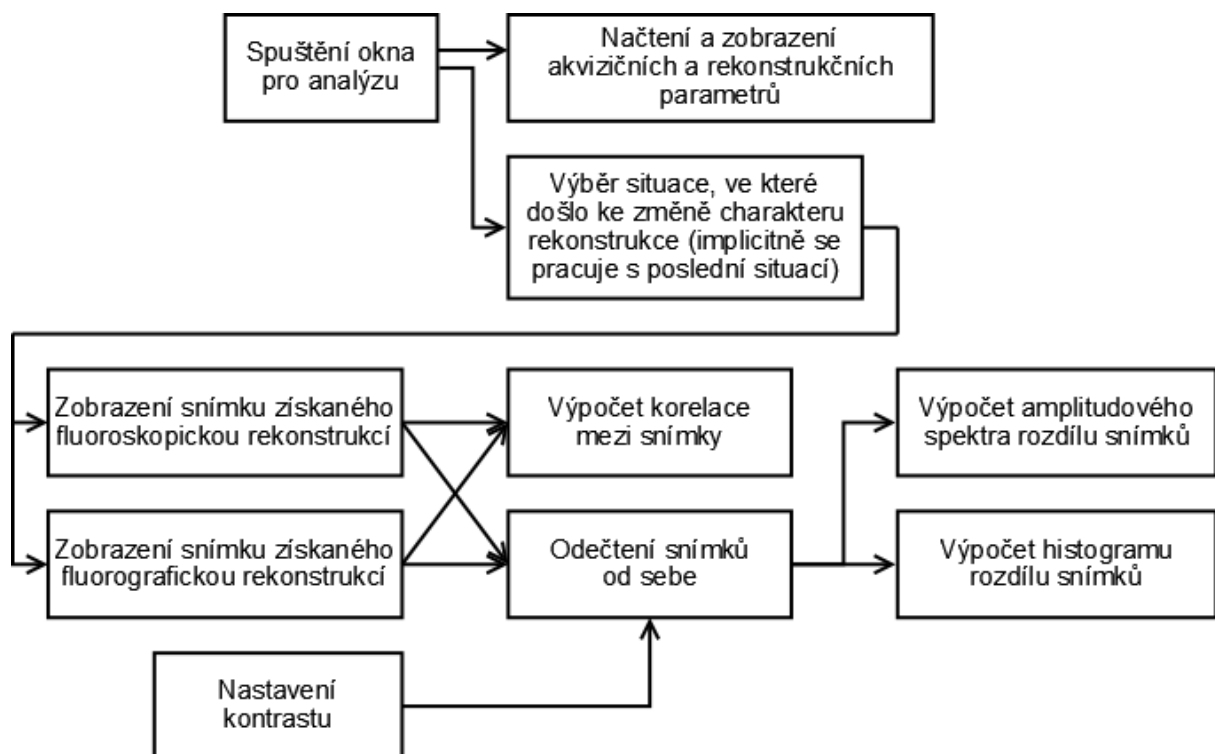 Spuštění okna
pro analýzu
Načtení a zobrazení
akvizičních a rekonstrukčních
parametrů
Výběr situace, ve které
došlo ke změně charakteru
rekonstrukce (implicitně se
pracuje s poslední situací)
Zobrazení snímku získaného
fluoroskopickou rekonstrukcí
Výpočet korelace
mezi snímky
Výpočet amplitudového
spektra rozdílu snímků
Zobrazení snímku získaného
fluorografickou rekonstrukcí
Odečtení snímků
od sebe
Výpočet histogramu
rozdílu snímků
Nastavení
kontrastu